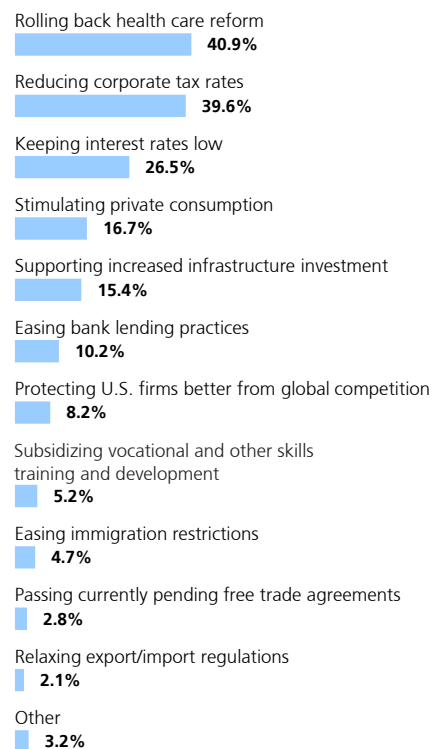 Rolling back health care reform
40.9%
Reducing corporate tax rates
39.6%
Keeping interest rates low
26.5%
Stimulating private consumption
16.7%
Supporting increased infrastructure investment
15.4%
Easing bank lending practices
10.2%
Protecting U.S. firms better from global competition
8.2%
Subsidizing vocational and other skills
training and development
5.2%
Easing immigration restrictions
4.7%
Passing currently pending free trade agreements
2.8%
Relaxing export/import regulations
2.1%
Other
3.2%